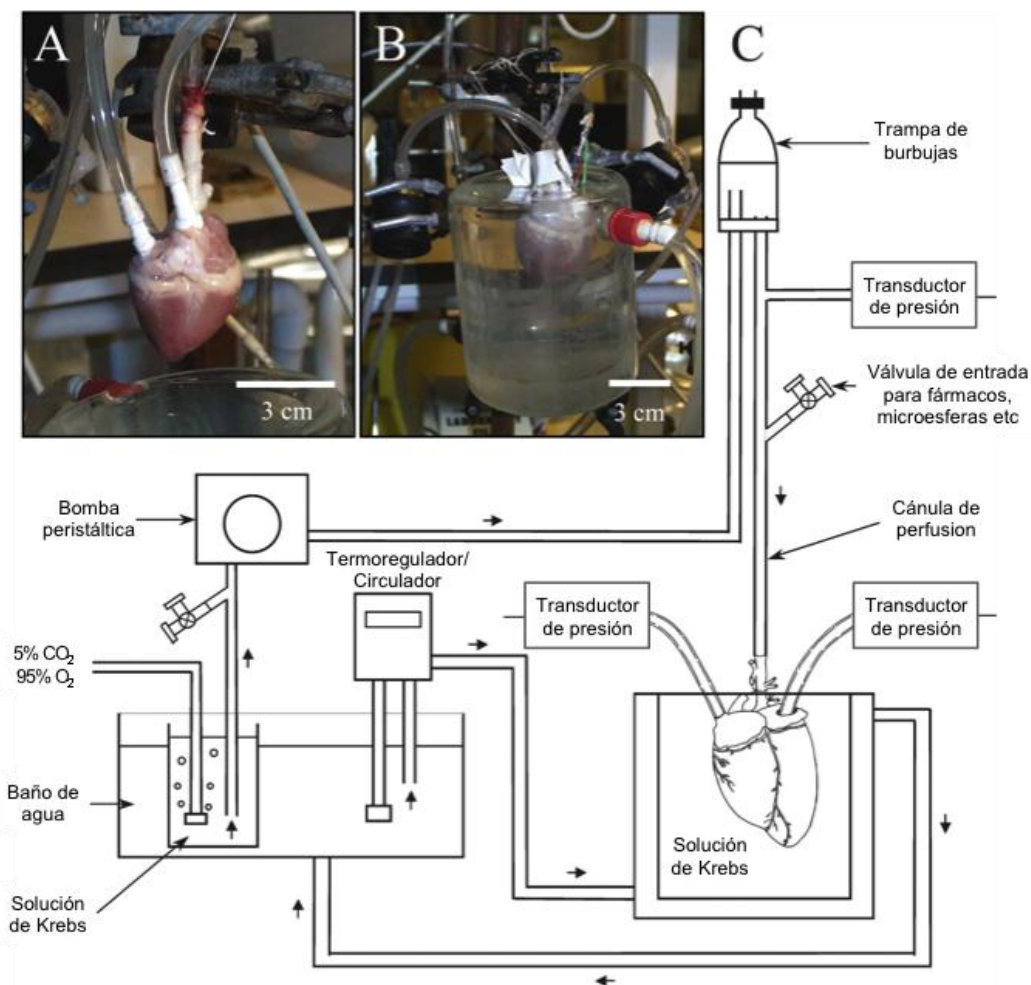 A
B
C
3 cm
3 cm
Trampa de
burbujas
Transductor
de presión
Válvula de entrada
para fármacos,
microesferas etc
Bomba
peristáltica
Cánula de
perfusion
Termoregulador/
Circulador
Transductor
de presión
Transductor
de presión
5% CO2
95% O2
Baño de
agua
Solución
de Krebs
Solución
de Krebs